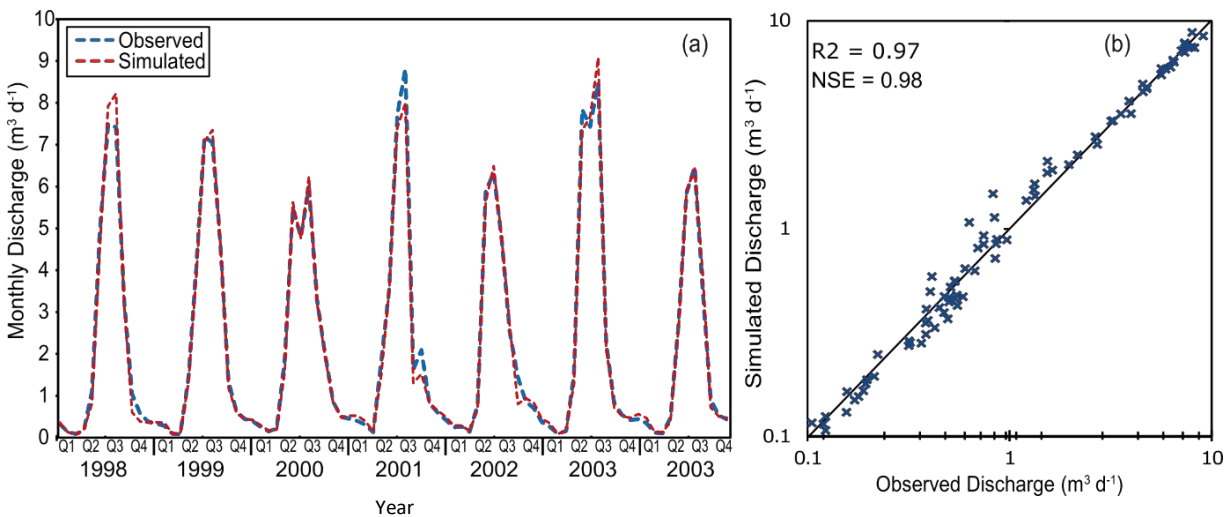 Observed
Simulated
(a)
Monthly Discharge (m³ d⁻¹)
10
9
8
7
6
5
4
3
2
1
0
Q1 Q2 Q3 Q4 Q1 Q2 Q3 Q4 Q1 Q2 Q3 Q4 Q1 Q2 Q3 Q4 Q1 Q2 Q3 Q4 Q1 Q2 Q3 Q4 Q1 Q2 Q3 Q4
1998 1999 2000 2001 2002 2003 2003
Year
(b)
R2 = 0.97
NSE = 0.98
Simulated Discharge (m³ d⁻¹)
10
1
0.1
0.1 1 10
Observed Discharge (m³ d⁻¹)